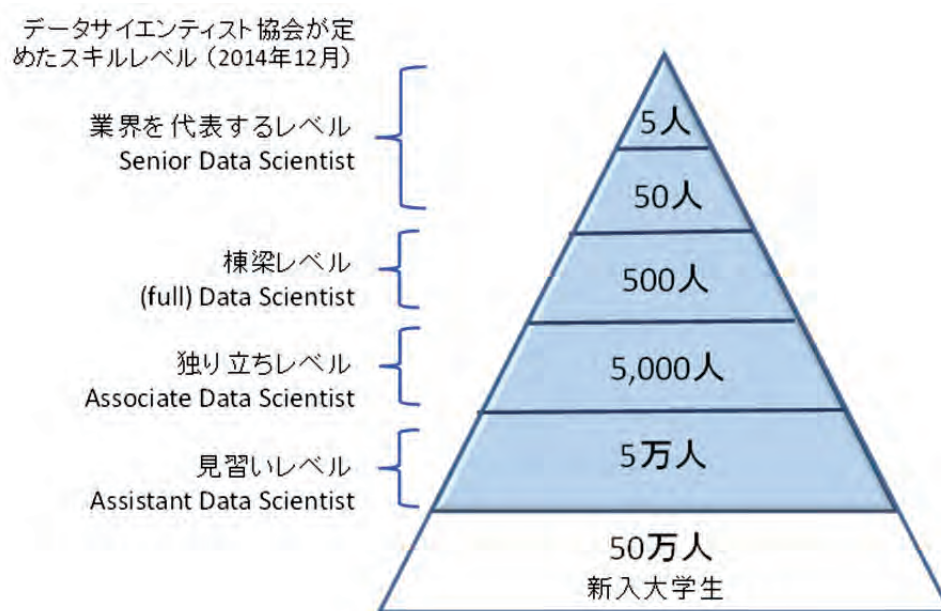 データサイエンティスト協会が定
めたスキルレベル（2014年12月）
業界を代表するレベル
Senior Data Scientist
棟梁レベル
(full) Data Scientist
独り立ちレベル
Associate Data Scientist
見習いレベル
Assistant Data Scientist
5人
50人
500人
5,000人
5万人
50万人
新入大学生